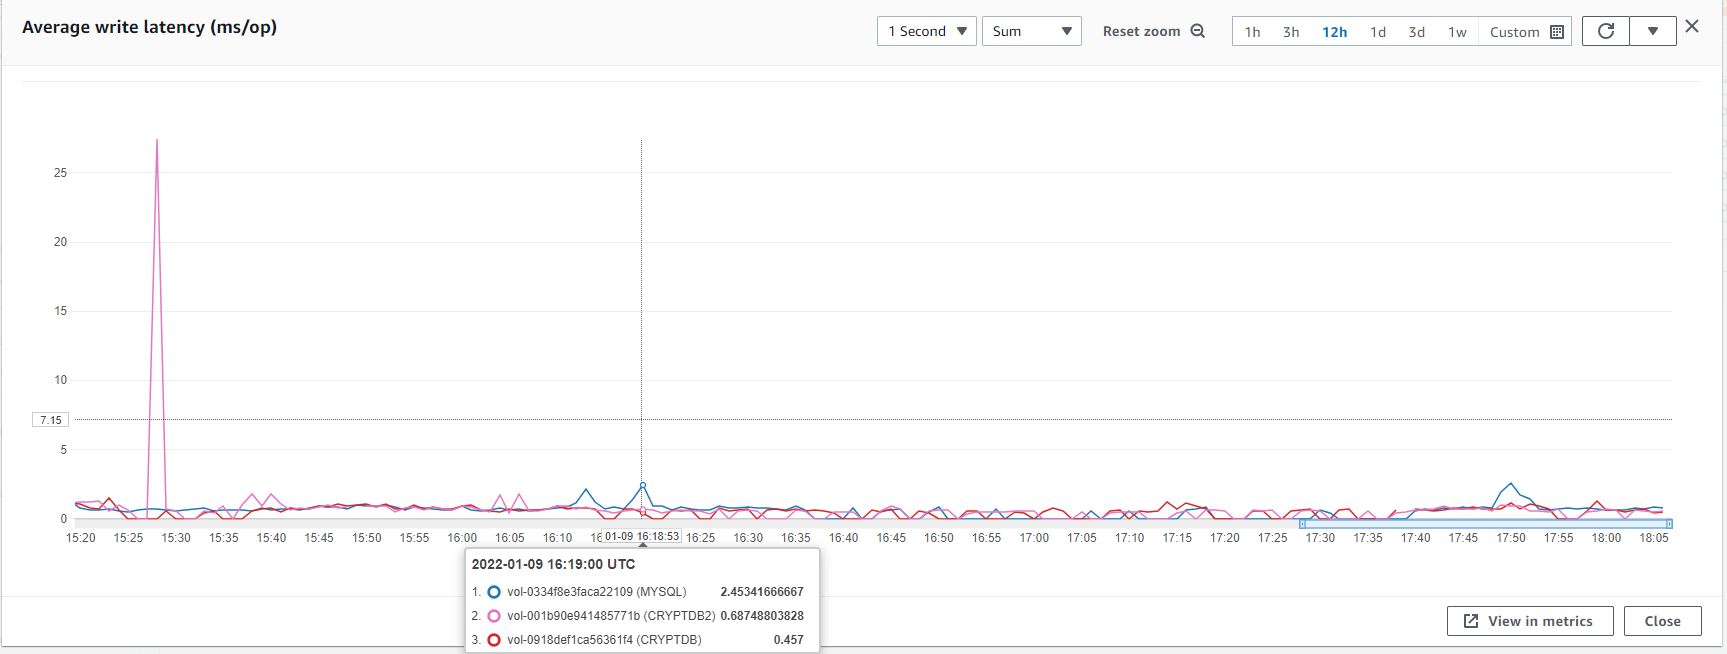 Average write latency (ms/op)
1 Second
Sum
Reset zoom
1h 3h 12h 1d 3d 1w Custom
25
20
15
10
7.15
5
0
15:20 15:25 15:30 15:35 15:40 15:45 15:50 15:55 16:00 16:05 16:10 01-09 16:18:53 16:25 16:30 16:35 16:40 16:45 16:50 16:55 17:00 17:05 17:10 17:15 17:20 17:25 17:30 17:35 17:40 17:45 17:50 17:55 18:00 18:05
2022-01-09 16:19:00 UTC
1. vol-0334f8e3faca22109 (MYSQL) 2.45341666667
2. vol-001b90e941485771b (CRYPTDB2) 0.68748803828
3. vol-0918def1ca56361f4 (CRYPTDB) 0.457
View in metrics
Close